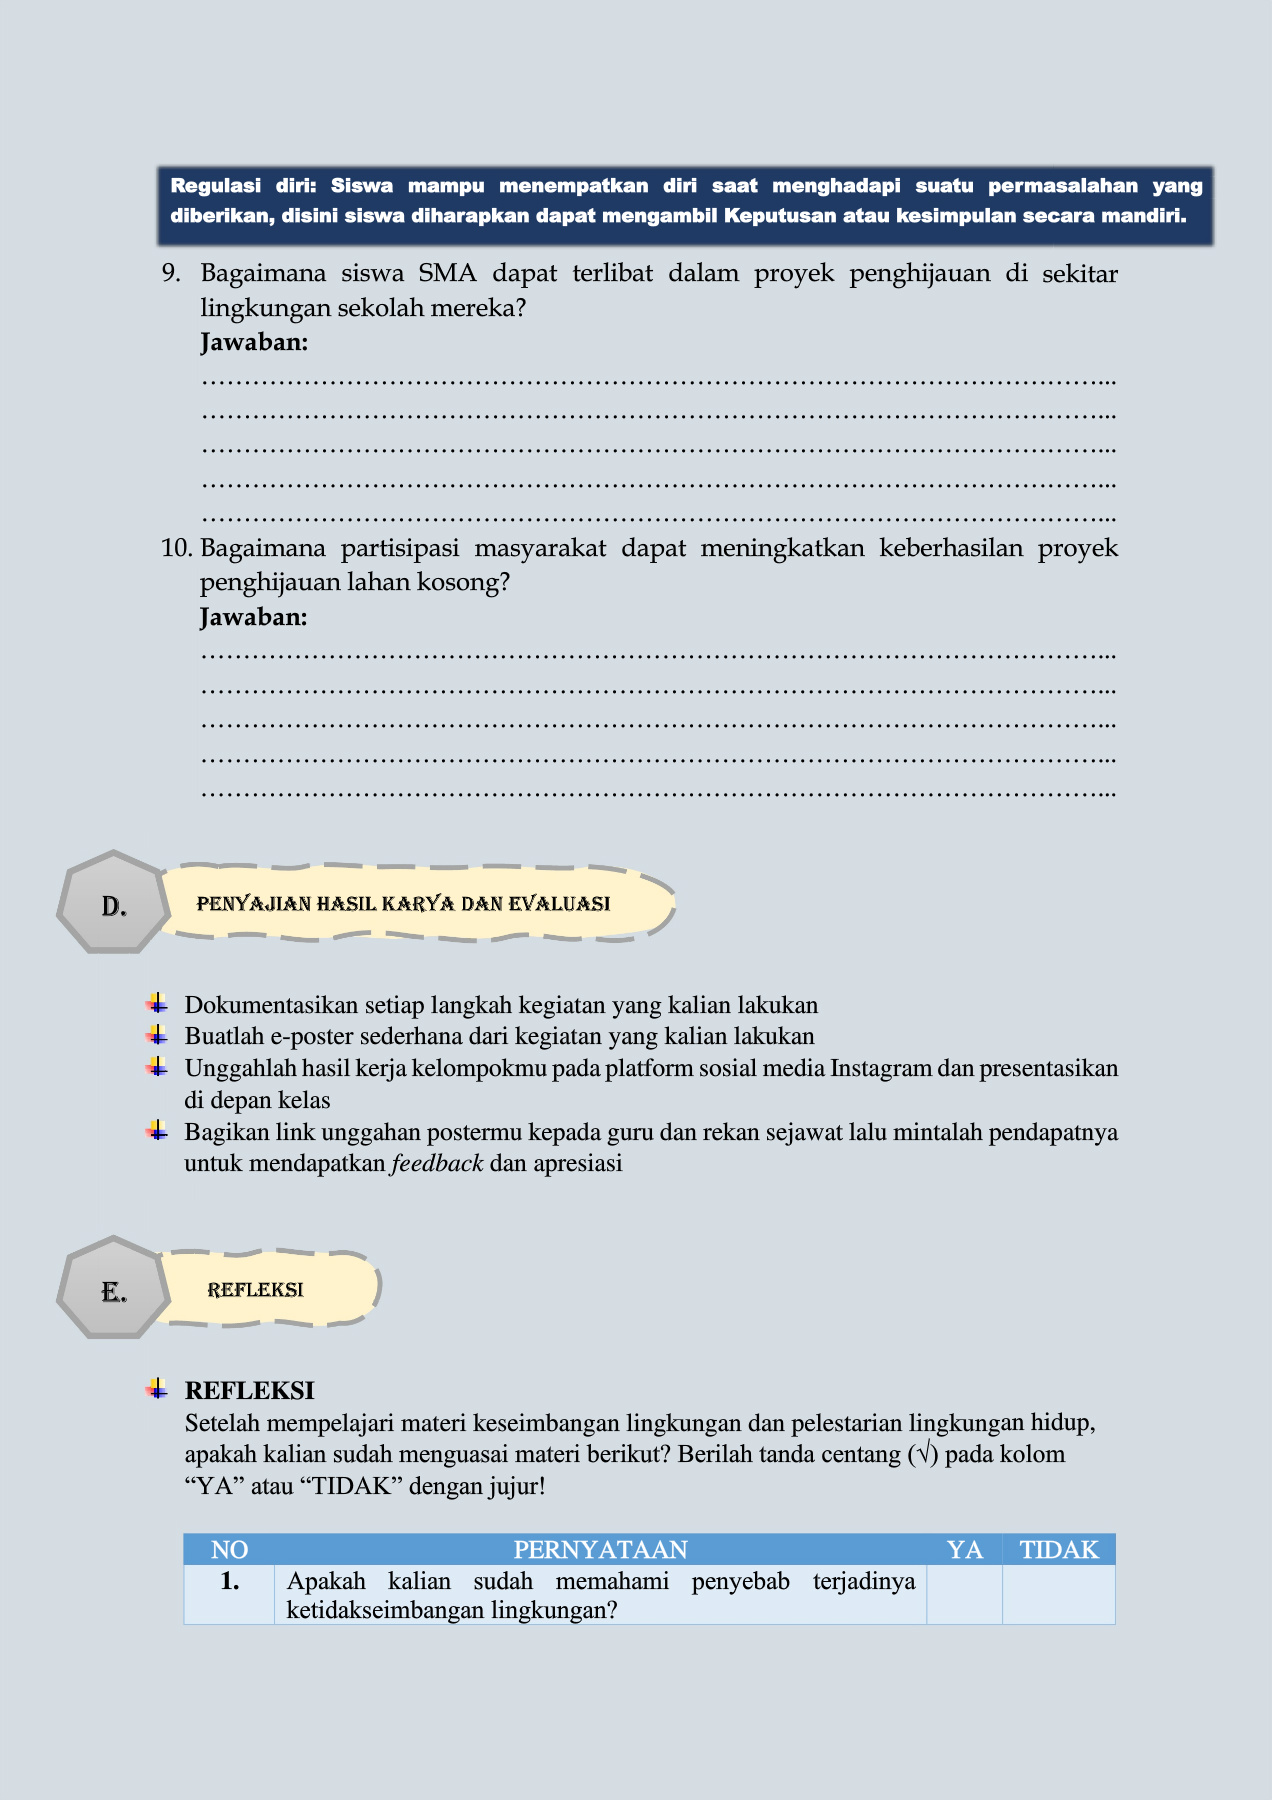 Regulasi diri: Siswa mampu menempatkan diri saat menghadapi suatu permasalahan yang
diberikan, disini siswa diharapkan dapat mengambil Keputusan atau kesimpulan secara mandiri.
9. Bagaimana siswa SMA dapat terlibat dalam proyek penghijauan di sekitar
lingkungan sekolah mereka?
Jawaban:
…………………………………………………………………………………………...
…………………………………………………………………………………………...
…………………………………………………………………………………………...
…………………………………………………………………………………………...
…………………………………………………………………………………………...
10. Bagaimana partisipasi masyarakat dapat meningkatkan keberhasilan proyek
penghijauan lahan kosong?
Jawaban:
…………………………………………………………………………………………...
…………………………………………………………………………………………...
…………………………………………………………………………………………...
…………………………………………………………………………………………...
…………………………………………………………………………………………...
D. PENYAJIAN HASIL KARYA DAN EVALUASI
Dokumentasikan setiap langkah kegiatan yang kalian lakukan
Buatlah e-poster sederhana dari kegiatan yang kalian lakukan
Unggahlah hasil kerja kelompokmu pada platform sosial media Instagram dan presentasikan
di depan kelas
Bagikan link unggahan postermu kepada guru dan rekan sejawat lalu mintalah pendapatnya
untuk mendapatkan feedback dan apresiasi
E. REFLEKSI
REFLEKSI
Setelah mempelajari materi keseimbangan lingkungan dan pelestarian lingkungan hidup,
apakah kalian sudah menguasai materi berikut? Berilah tanda centang (√) pada kolom
“YA” atau “TIDAK” dengan jujur!
NO PERNYATAAN YA TIDAK
1. Apakah kalian sudah memahami penyebab terjadinya
ketidakseimbangan lingkungan?